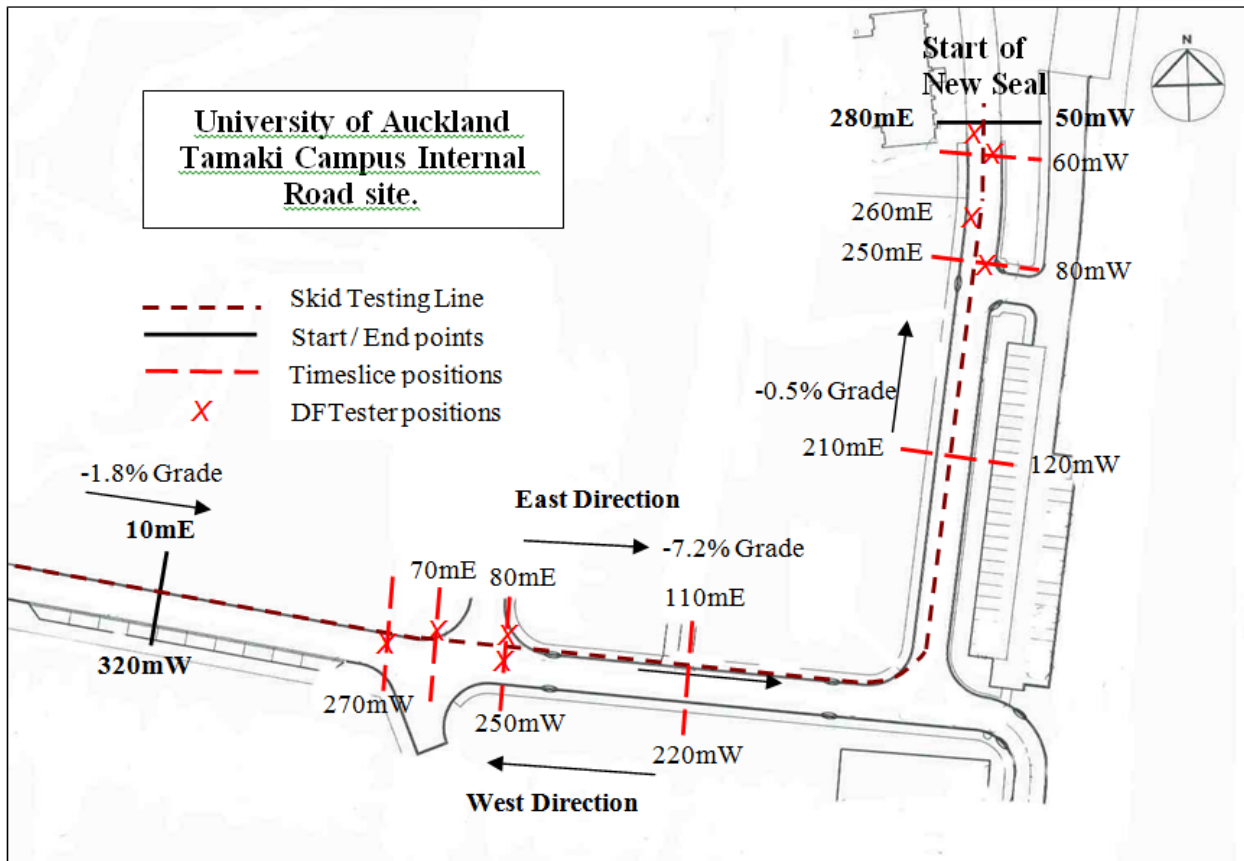 Start of
New Seal
N
280mE
50mW
University of Auckland
Tamaki Campus Internal
Road site.
60mW
260mE
250mE
80mW
Skid Testing Line
Start / End points
Timeslice positions
DFTester positions
-0.5% Grade
210mE
120mW
-1.8% Grade
10mE
East Direction
-7.2% Grade
70mE
80mE
110mE
320mW
270mW
250mW
220mW
West Direction